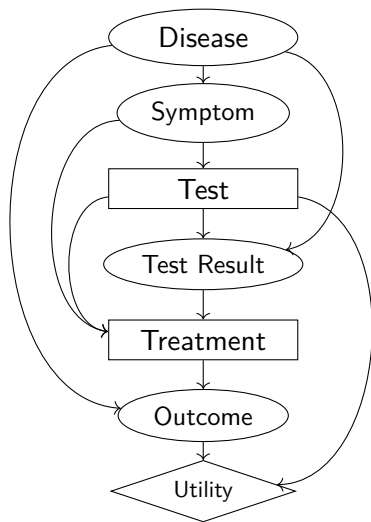 Disease
Symptom
Test
Test Result
Treatment
Outcome
Utility